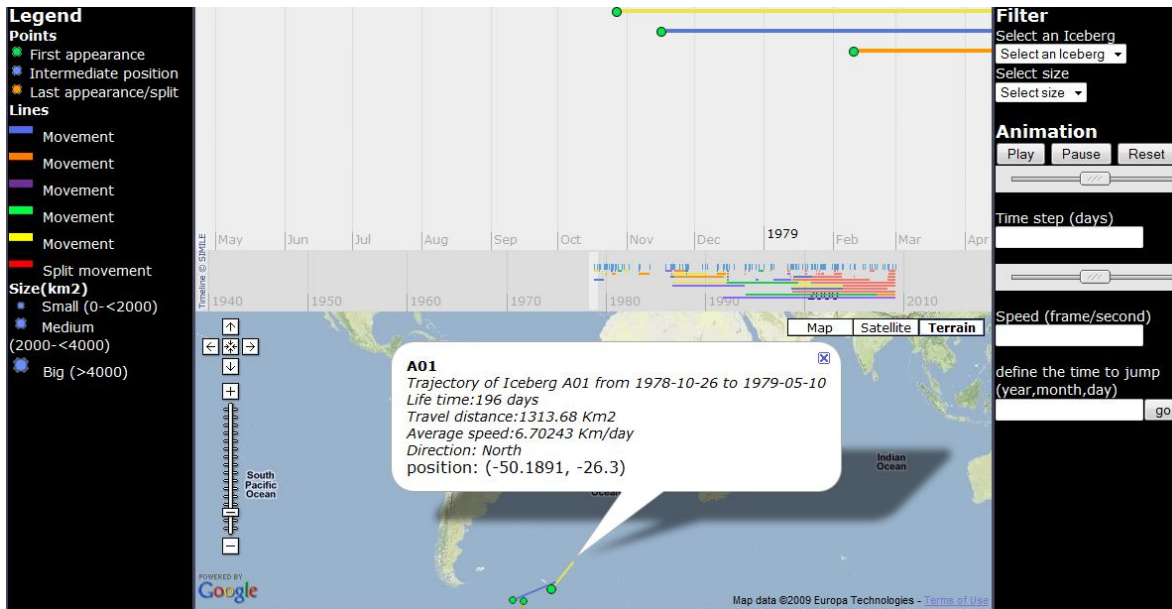 Legend
Points
First appearance
Intermediate position
Last appearance/split
Lines
Movement
Movement
Movement
Movement
Movement
Split movement
Size(km2)
Small (0-<2000)
Medium
(2000-<4000)
Big (>4000)
Timeline © SIMILE
May Jun Jul Aug Sep Oct Nov Dec 1979 Feb Mar Apr
1940 1950 1960 1970 1980 1990 2000 2010
Map Satellite Terrain
A01
Trajectory of Iceberg A01 from 1978-10-26 to 1979-05-10
Life time:196 days
Travel distance:1313.68 Km2
Average speed:6.70243 Km/day
Direction: North
position: (-50.1891, -26.3)
South
Pacific
Ocean
Indian
Ocean
Ocean
POWERED BY
Google
Map data ©2009 Europa Technologies - Terms of Use
Filter
Select an Iceberg
Select an Iceberg
Select size
Select size
Animation
Play Pause Reset
Time step (days)
Speed (frame/second)
define the time to jump
(year,month,day)
go